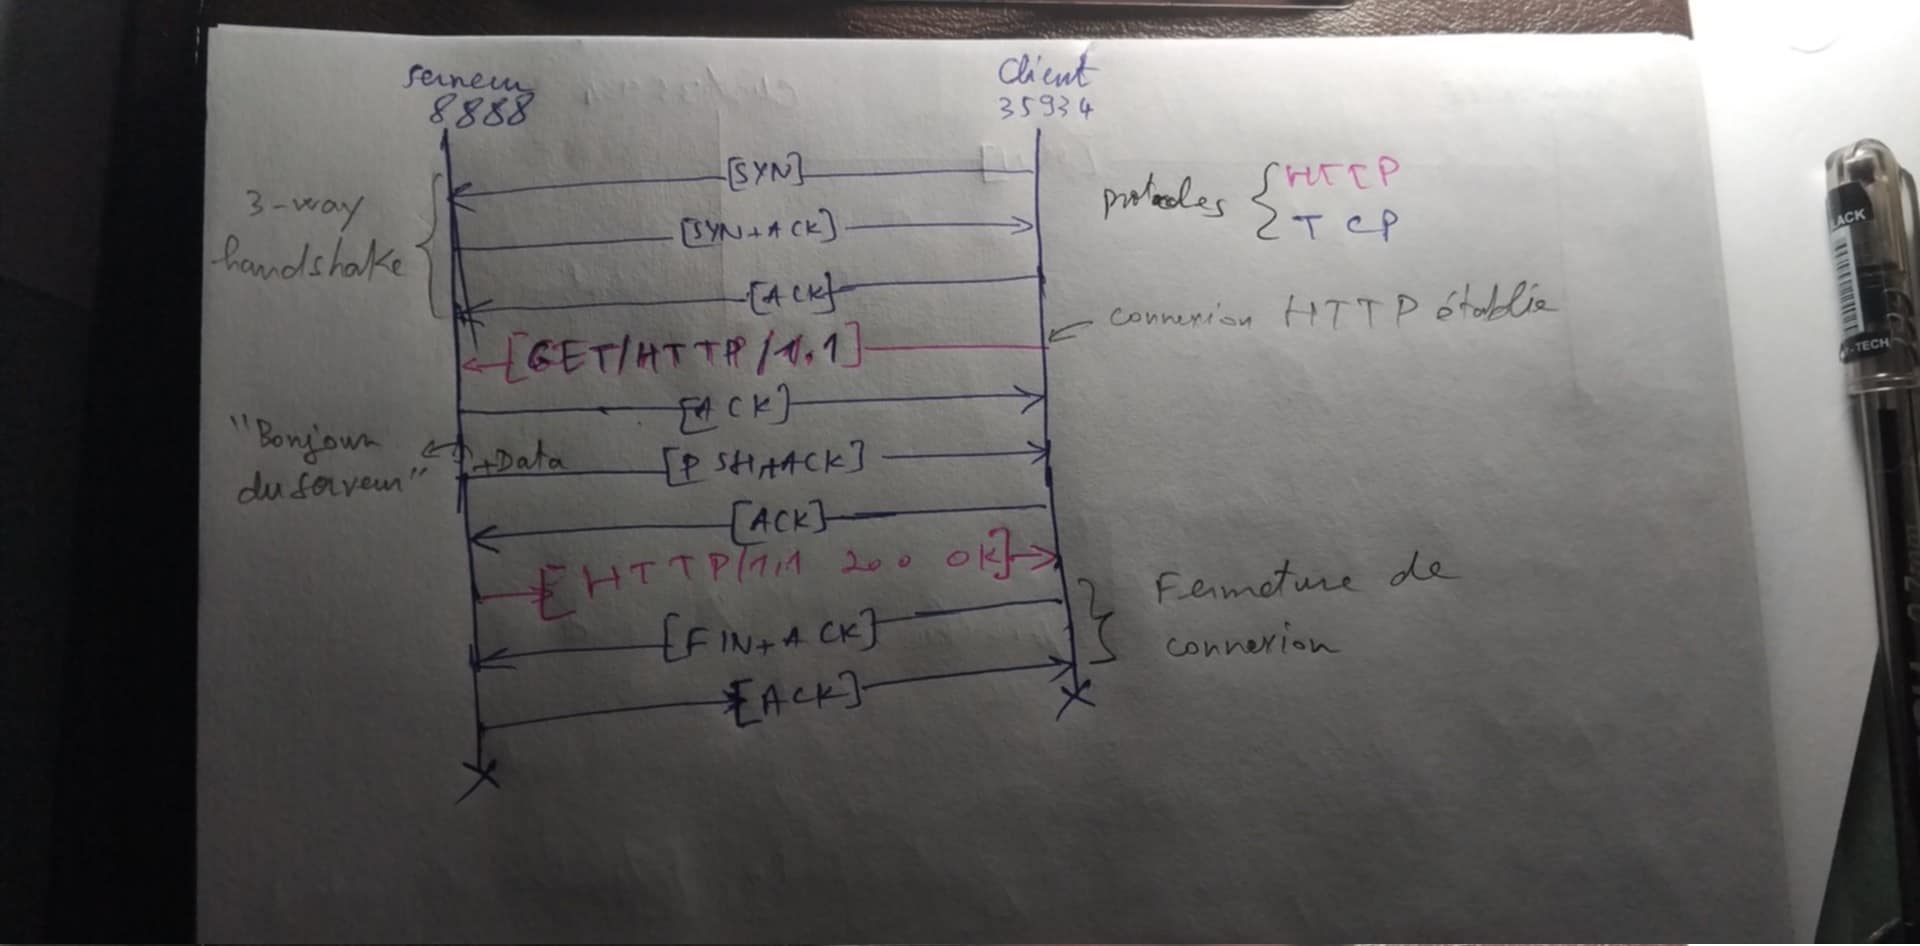 serveur
8888
Client
35934
[SYN]
3-way
handshake
[SYN+ACK]
protocoles { HTTP
TCP
[ACK]
connexion HTTP établie
[GET/HTTP/1.1]
[ACK]
"Bonjour
du serveur"
+Data
[PSH+ACK]
[ACK]
[HTTP/1.1 200 OK]
Fermeture de
connexion
[FIN+ACK]
[ACK]
ACK
-TECH